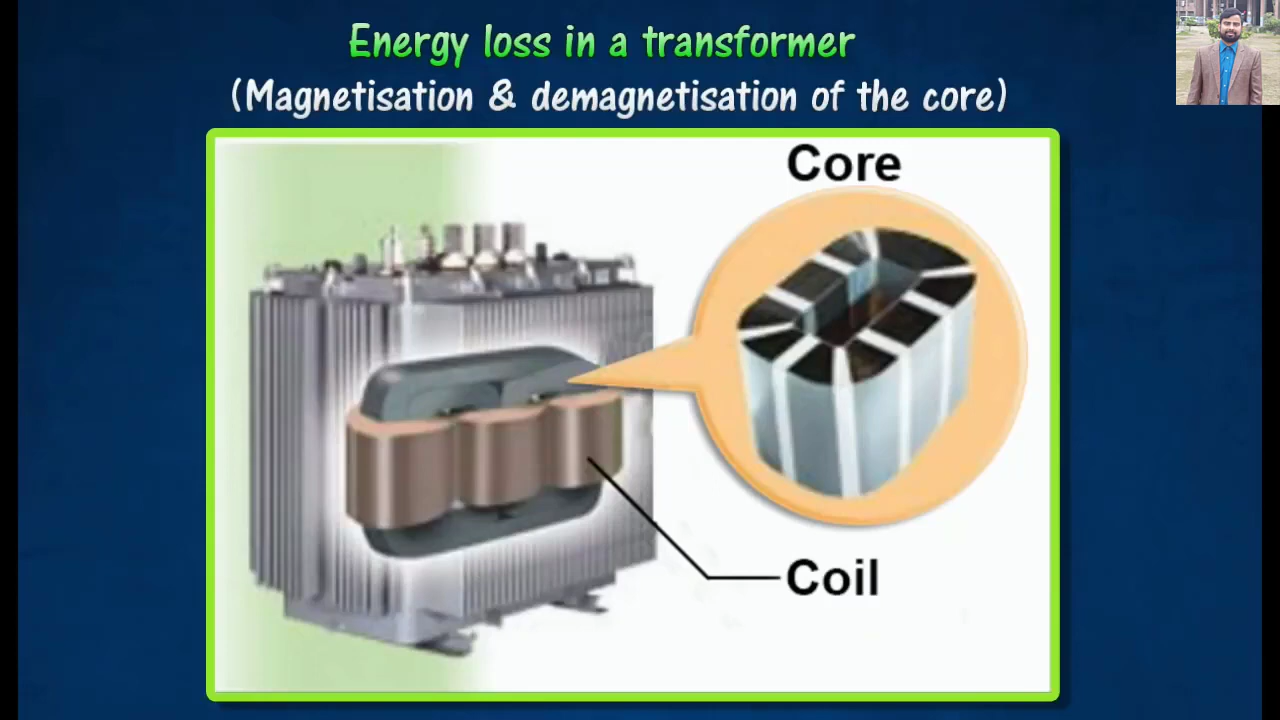 Energy loss in a transformer
(Magnetisation & demagnetisation of the core)
Core
Coil